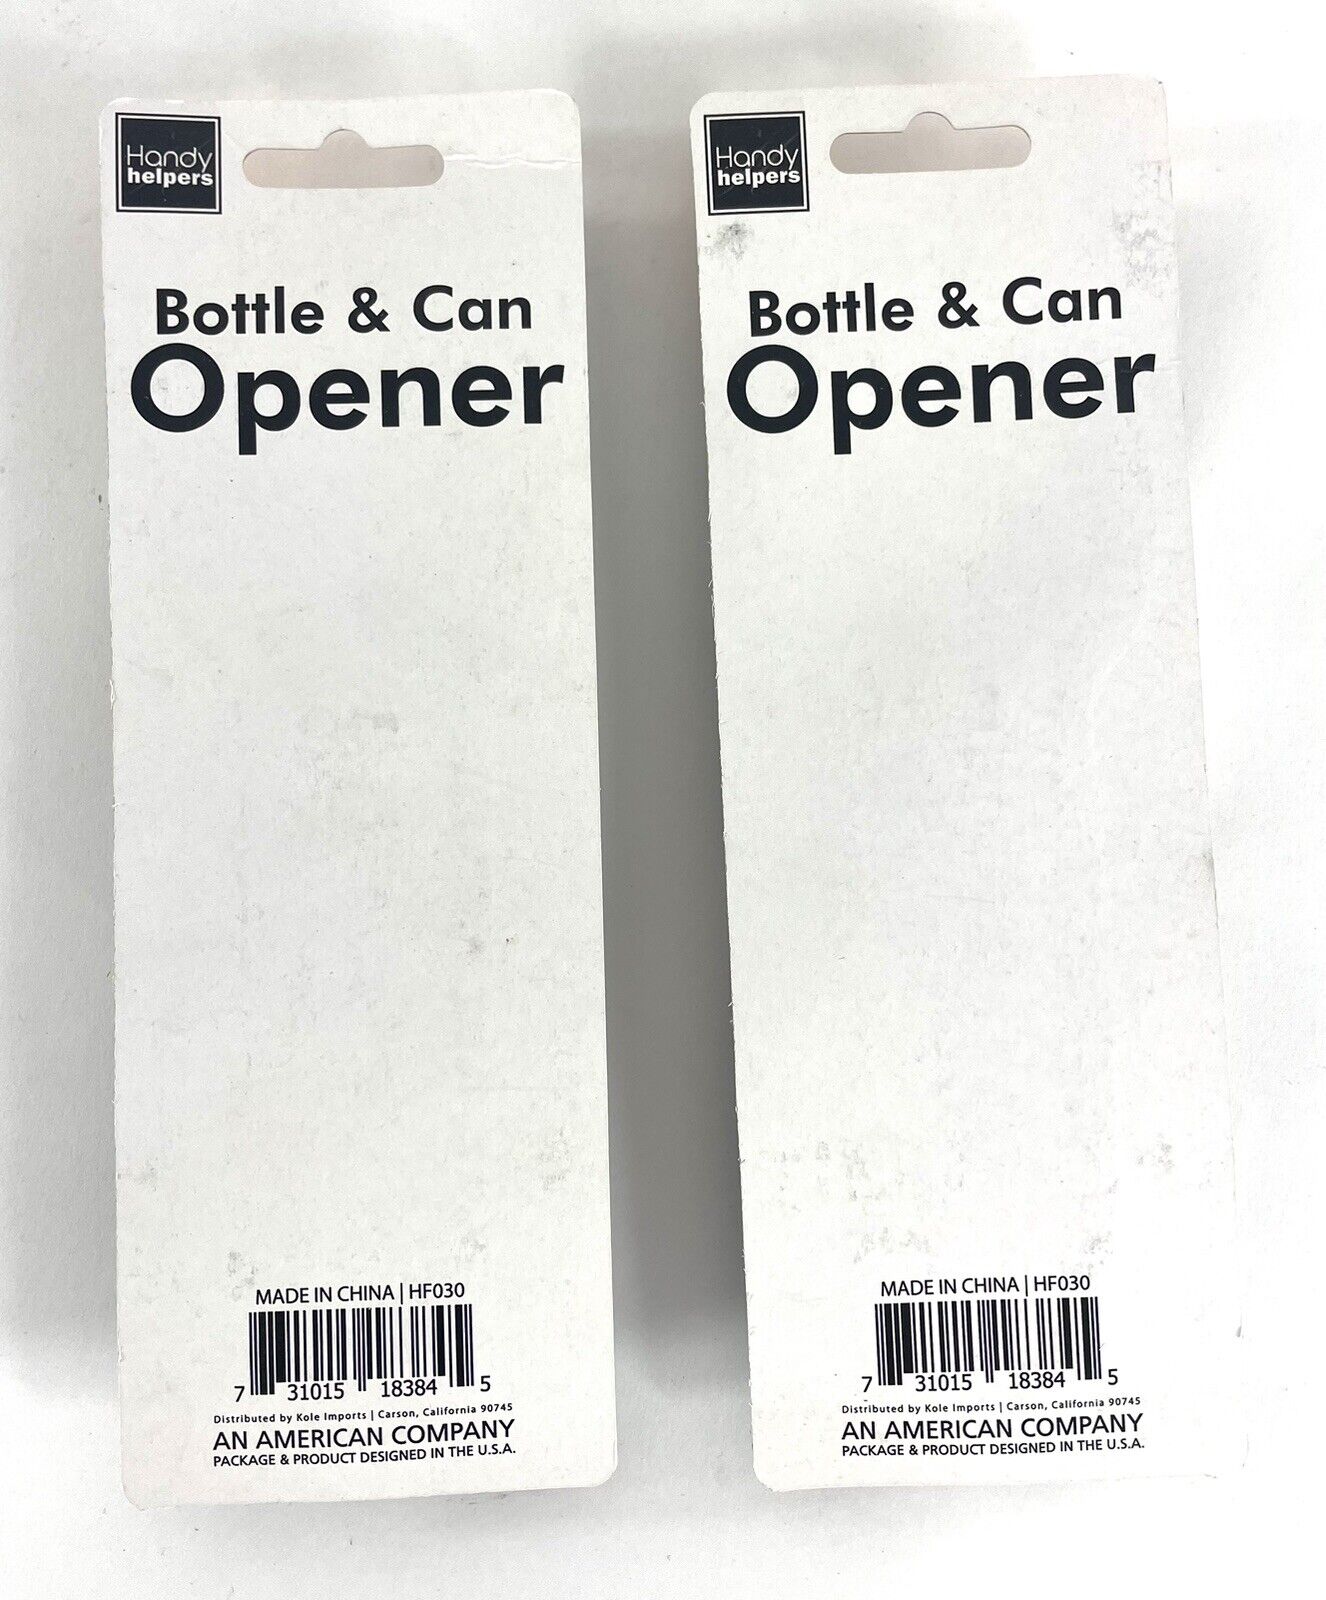 Handy
helpers
Bottle & Can
Opener
MADE IN CHINA | HF030
7 31015 18384 5
Distributed by Kole Imports | Carson, California 90745
AN AMERICAN COMPANY
PACKAGE & PRODUCT DESIGNED IN THE U.S.A.
Handy
helpers
Bottle & Can
Opener
MADE IN CHINA | HF030
7 31015 18384 5
Distributed by Kole Imports | Carson, California 90745
AN AMERICAN COMPANY
PACKAGE & PRODUCT DESIGNED IN THE U.S.A.